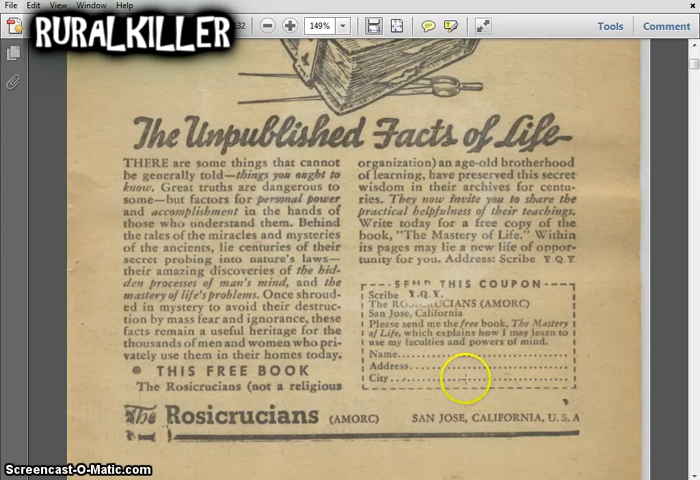 File Edit View Window Help
RURALKILLER
32
149%
Tools
Comment
The Unpublished Facts of Life
THERE are some things that cannot
be generally told—things you ought to
know. Great truths are dangerous to
some—but factors for personal power
and accomplishment in the hands of
those who understand them. Behind
the tales of the miracles and mysteries
of the ancients, lie centuries of their
secret probing into nature's laws—
their amazing discoveries of the hid-
den processes of man's mind, and the
mastery of life's problems. Once shroud-
ed in mystery to avoid their destruc-
tion by mass fear and ignorance, these
facts remain a useful heritage for the
thousands of men and women who pri-
vately use them in their homes today.
THIS FREE BOOK
The Rosicrucians (not a religious
organization) an age-old brotherhood
of learning, have preserved this secret
wisdom in their archives for centu-
ries. They now invite you to share the
practical helpfulness of their teachings.
Write today for a free copy of the
book, "The Mastery of Life." Within
its pages may lie a new life of oppor-
tunity for you. Address: Scribe Y.Q.Y
SEND THIS COUPON
Scribe Y.Q.Y.
The ROSICRUCIANS (AMORC)
San Jose, California
Please send me the free book, The Mastery
of Life, which explains how I may learn to
use my faculties and powers of mind.
Name
Address
City
The Rosicrucians (AMORC) SAN JOSE, CALIFORNIA, U. S. A
Screencast-O-Matic.com